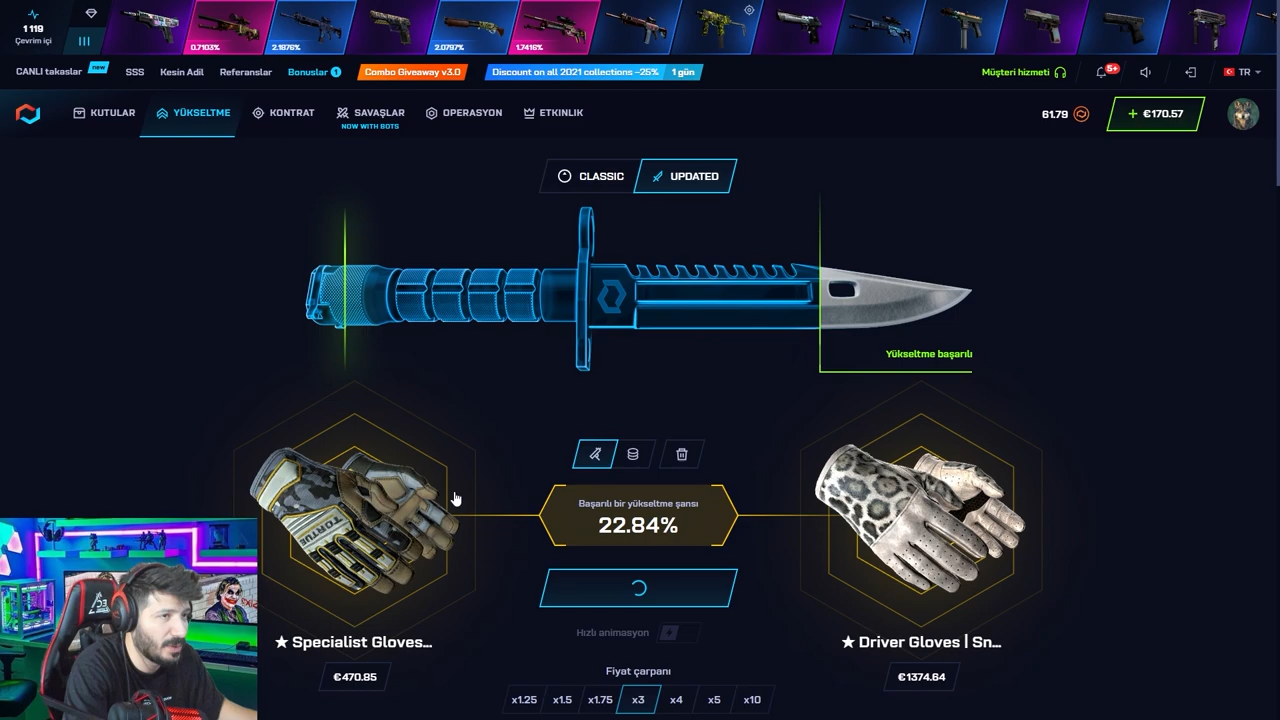 1 119
Çevrim içi
0.7103%
2.1876%
2.0797%
1.7416%
CANLI takaslar
new
SSS
Kesin Adil
Referanslar
Bonuslar 1
Combo Giveaway v3.0
Discount on all 2021 collections −25%
1 gün
Müşteri hizmeti
5+
TR
KUTULAR
YÜKSELTME
KONTRAT
SAVAŞLAR
NOW WITH BOTS
OPERASYON
ETKINLIK
61.79
+ €170.57
CLASSIC
UPDATED
Yükseltme başarılı
Başarılı bir yükseltme şansı
22.84%
TORTUE
Hızlı animasyon
★ Specialist Gloves...
★ Driver Gloves | Sn...
€470.85
€1374.64
Fiyat çarpanı
x1.25
x1.5
x1.75
x3
x4
x5
x10